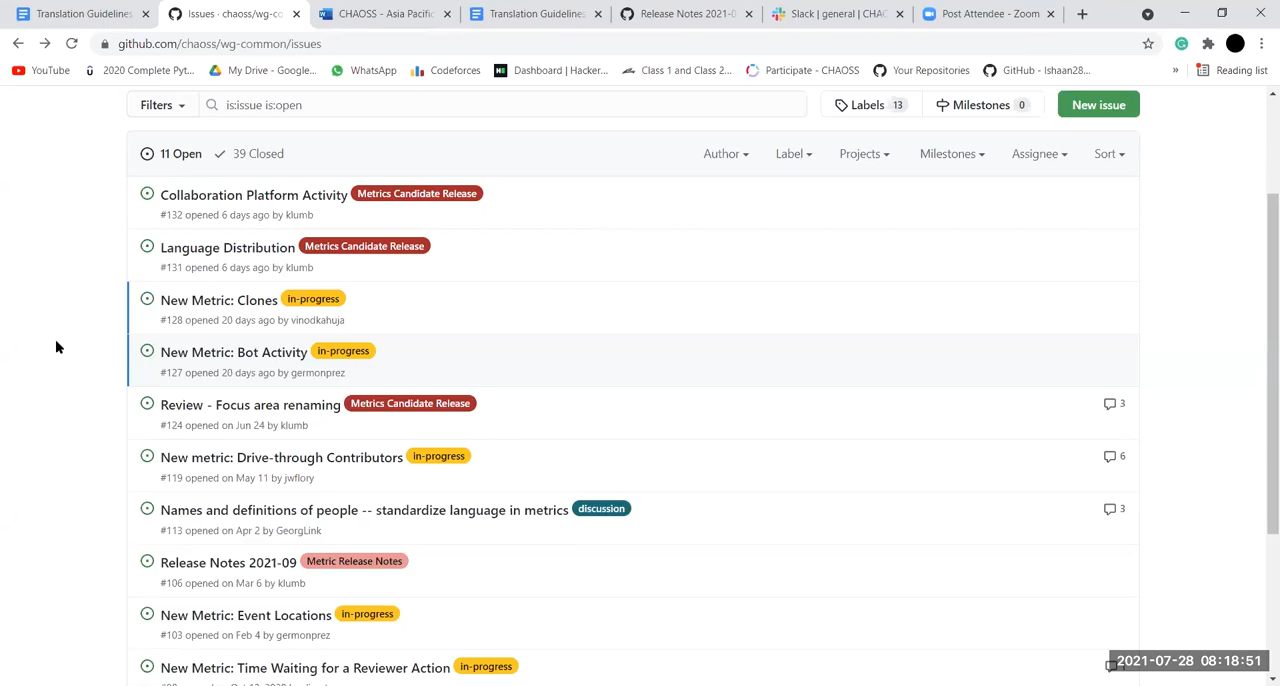 Translation Guidelines
Issues · chaoss/wg-co
CHAOSS - Asia Pacific
Translation Guidelines
Release Notes 2021-0
Slack | general | CHAO
Post Attendee - Zoom
github.com/chaoss/wg-common/issues
YouTube
2020 Complete Pyt...
My Drive - Google...
WhatsApp
Codeforces
Dashboard | Hacker...
Class 1 and Class 2...
Participate - CHAOSS
Your Repositories
GitHub - Ishaan28...
»
Reading list
Filters
is:issue is:open
Labels 13
Milestones 0
New issue
11 Open
39 Closed
Author
Label
Projects
Milestones
Assignee
Sort
Collaboration Platform Activity Metrics Candidate Release
#132 opened 6 days ago by klumb
Language Distribution Metrics Candidate Release
#131 opened 6 days ago by klumb
New Metric: Clones in-progress
#128 opened 20 days ago by vinodkahuja
New Metric: Bot Activity in-progress
#127 opened 20 days ago by germonprez
Review - Focus area renaming Metrics Candidate Release 3
#124 opened on Jun 24 by klumb
New metric: Drive-through Contributors in-progress 6
#119 opened on May 11 by jwflory
Names and definitions of people -- standardize language in metrics discussion 3
#113 opened on Apr 2 by GeorgLink
Release Notes 2021-09 Metric Release Notes
#106 opened on Mar 6 by klumb
New Metric: Event Locations in-progress
#103 opened on Feb 4 by germonprez
New Metric: Time Waiting for a Reviewer Action in-progress
2021-07-28 08:18:51